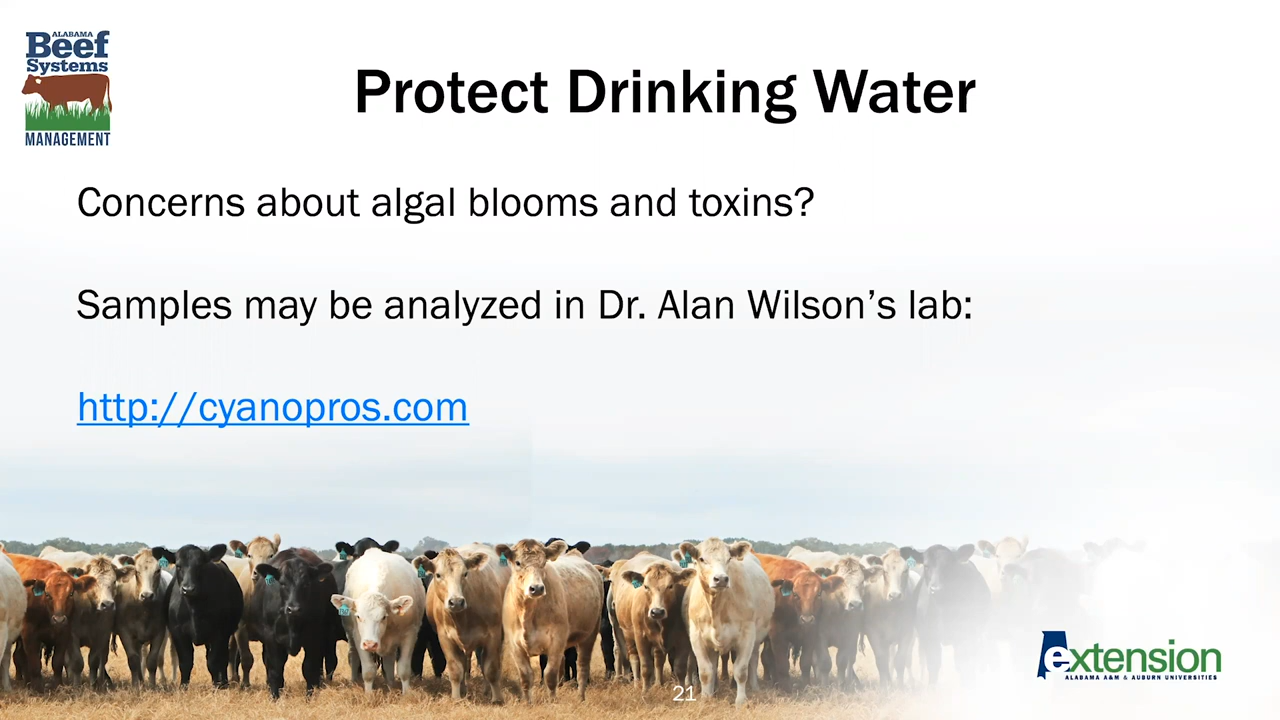 ALABAMA
Beef
Systems
MANAGEMENT
Protect Drinking Water
Concerns about algal blooms and toxins?
Samples may be analyzed in Dr. Alan Wilson’s lab:
http://cyanopros.com
21
extension
ALABAMA A&M & AUBURN UNIVERSITIES